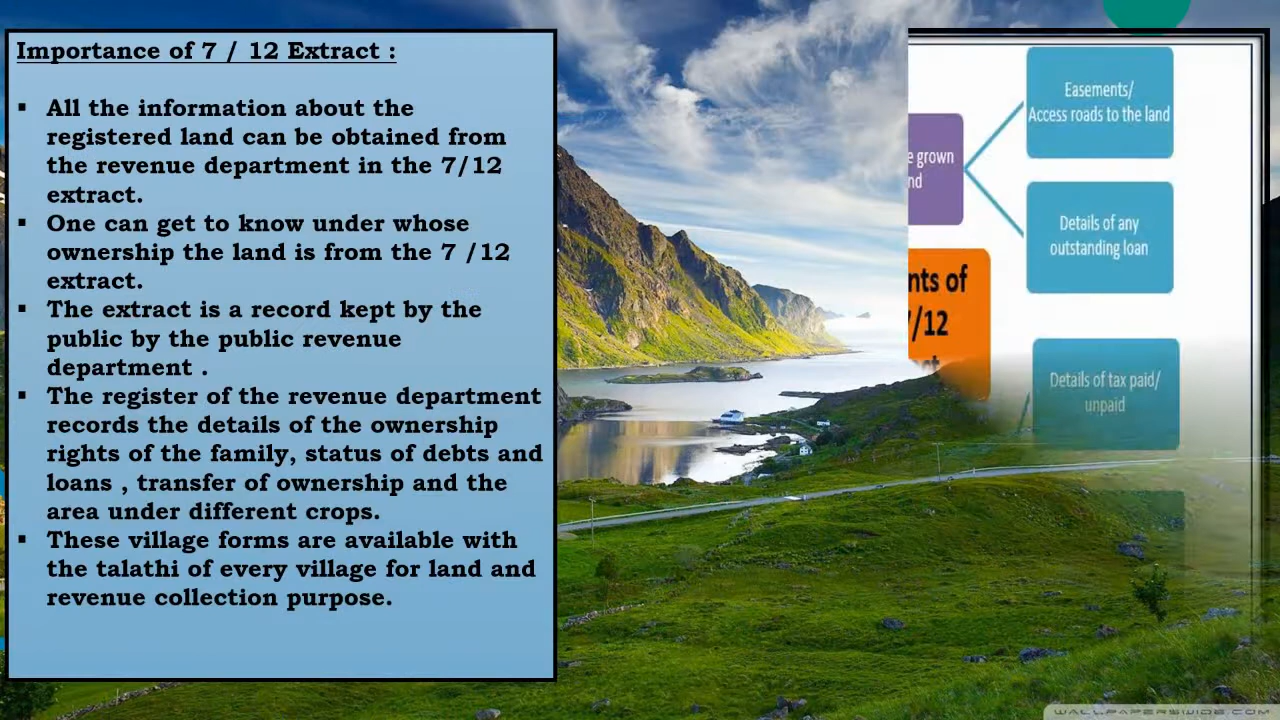 Importance of 7 / 12 Extract :
▪ All the information about the
registered land can be obtained from
the revenue department in the 7/12
extract.
▪ One can get to know under whose
ownership the land is from the 7 /12
extract.
▪ The extract is a record kept by the
public by the public revenue
department .
▪ The register of the revenue department
records the details of the ownership
rights of the family, status of debts and
loans , transfer of ownership and the
area under different crops.
▪ These village forms are available with
the talathi of every village for land and
revenue collection purpose.
e grown
nd
nts of
/12
Easements/
Access roads to the land
Details of any
outstanding loan
Details of tax paid/
unpaid
WALLPAPERSWIDE.COM